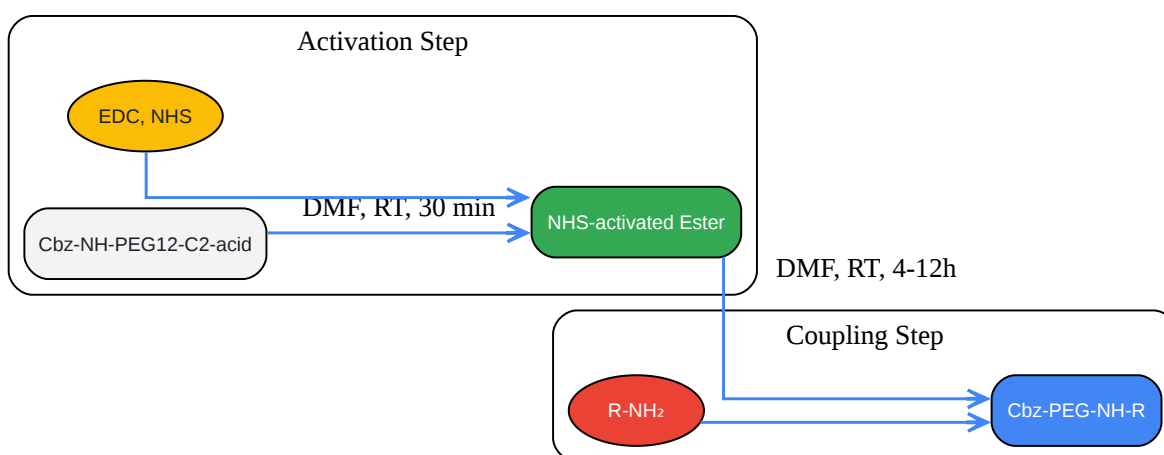 Activation Step
EDC, NHS
DMF, RT, 30 min
Cbz-NH-PEG12-C2-acid
NHS-activated Ester
DMF, RT, 4-12h
Coupling Step
R-NH₂
Cbz-PEG-NH-R